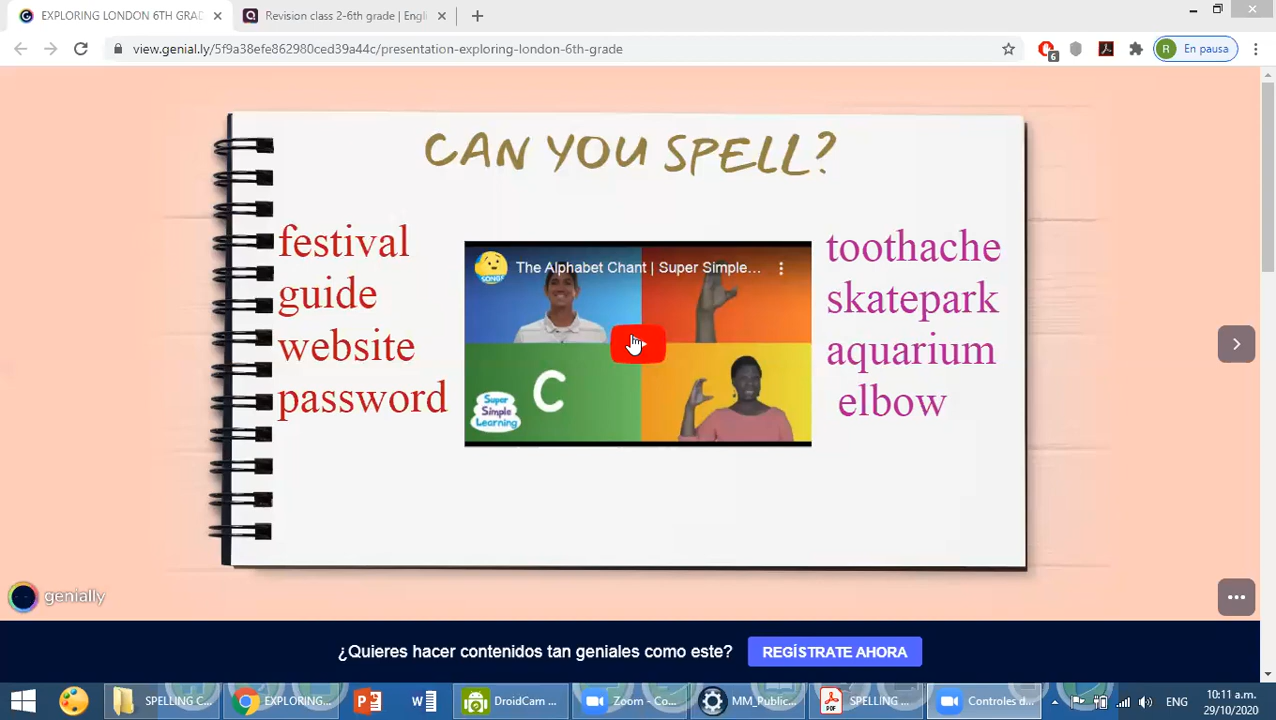 EXPLORING LONDON 6TH GRAD
Revision class 2-6th grade | Engl
view.genial.ly/5f9a38efe862980ced39a44c/presentation-exploring-london-6th-grade
6
R En pausa
CAN YOU SPELL?
festival
guide
website
password
SONGS
The Alphabet Chant | Super Simple...
C
Super
Simple
Learning
toothache
skatepark
aquarium
elbow
genially
¿Quieres hacer contenidos tan geniales como este?
REGÍSTRATE AHORA
SPELLING C...
EXPLORING...
DroidCam ...
Zoom - Co...
MM_Public...
SPELLING ...
Controles d...
ENG
10:11 a.m.
29/10/2020